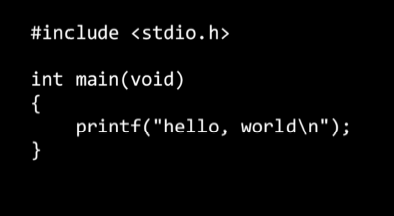 #include <stdio.h>

int main(void)
{
    printf("hello, world\n");
}